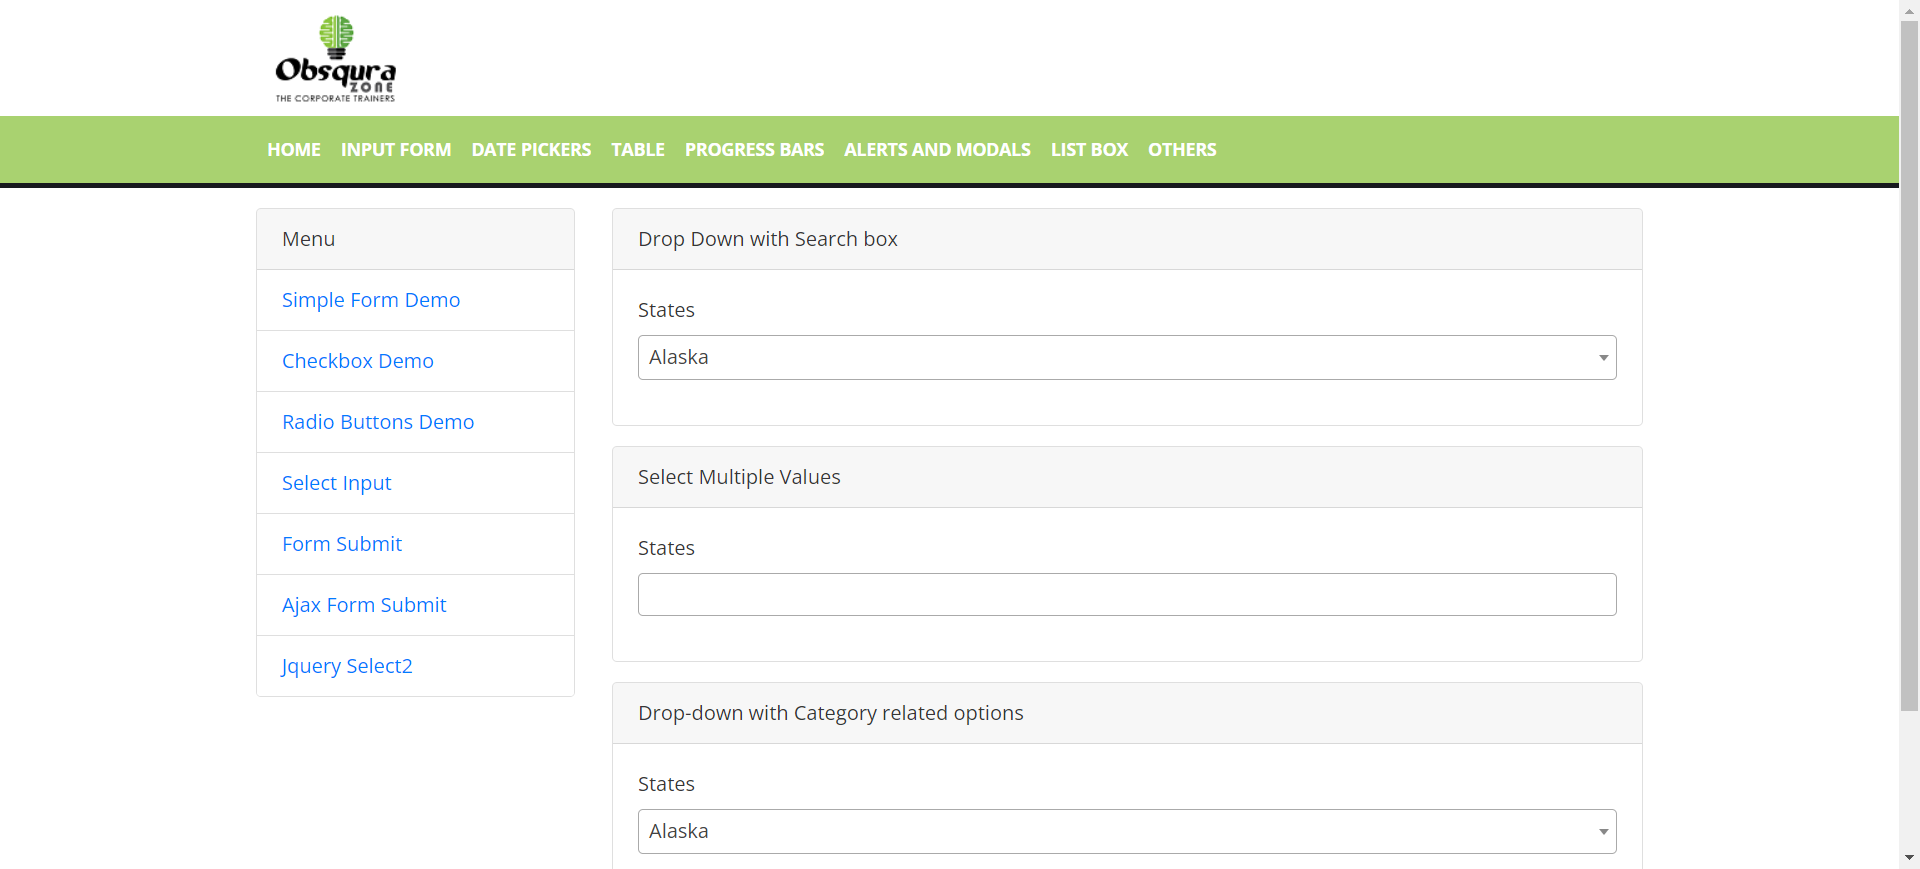 Obsqura
ZONE
THE CORPORATE TRAINERS
HOME INPUT FORM DATE PICKERS TABLE PROGRESS BARS ALERTS AND MODALS LIST BOX OTHERS
Menu
Simple Form Demo
Checkbox Demo
Radio Buttons Demo
Select Input
Form Submit
Ajax Form Submit
Jquery Select2
Drop Down with Search box
States
Alaska
Select Multiple Values
States
Drop-down with Category related options
States
Alaska